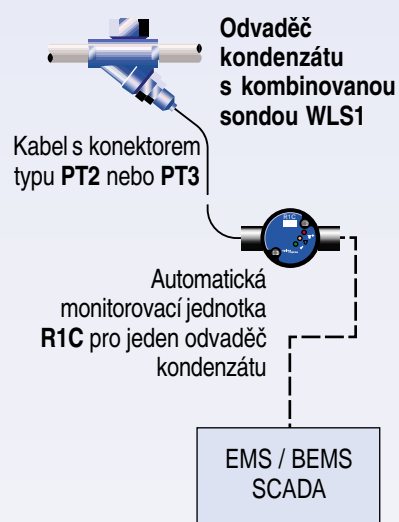 Odvaděč
kondenzátu
s kombinovanou
sondou WLS1
Kabel s konektorem
typu PT2 nebo PT3
R1C
Automatická
monitorovací jednotka
R1C pro jeden odvaděč
kondenzátu
EMS / BEMS
SCADA